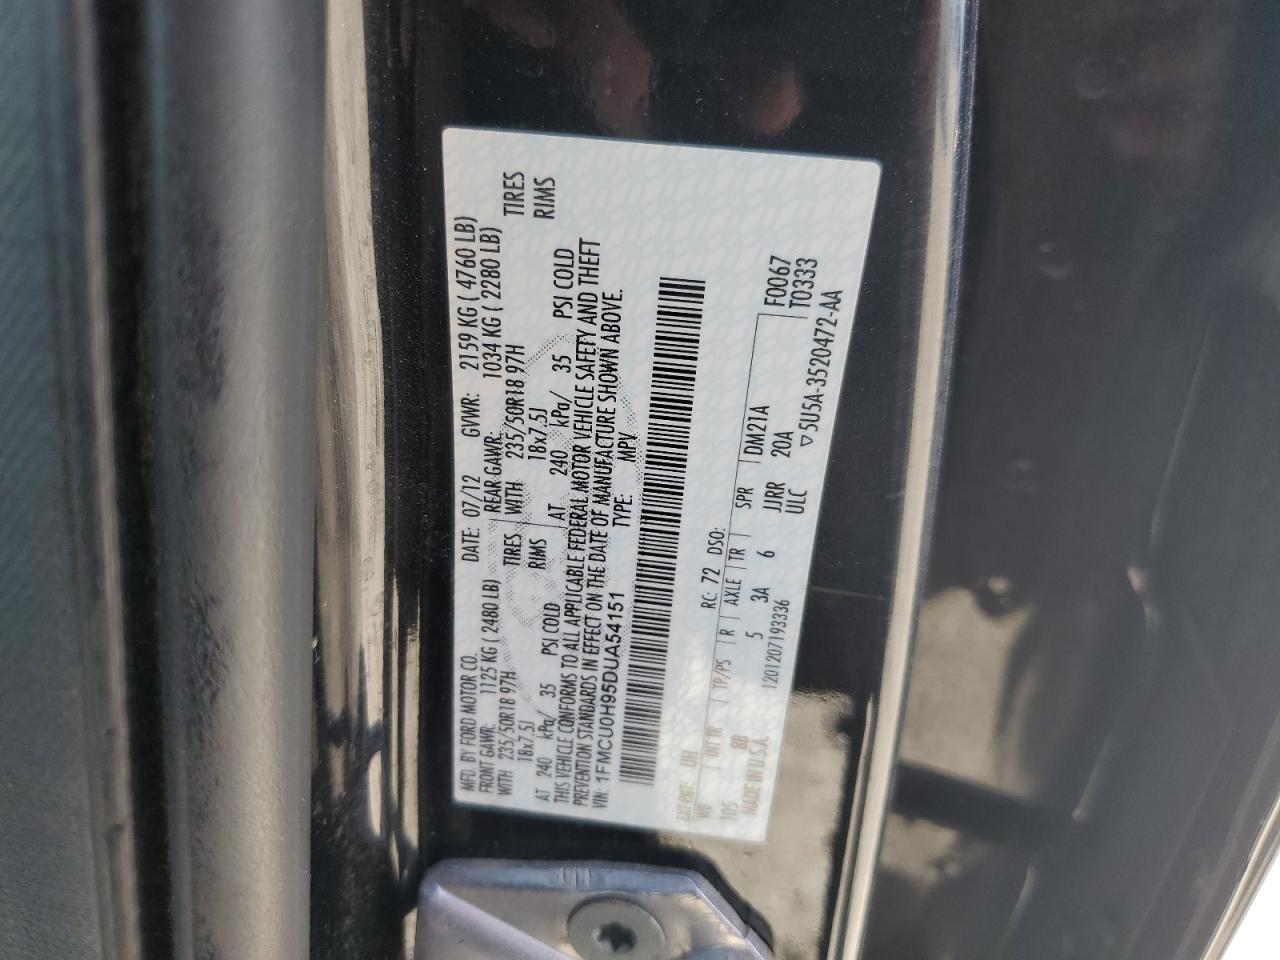 MFD. BY FORD MOTOR CO. DATE: 07/12 GVWR: 2159 KG ( 4760 LB)
FRONT GAWR: 1125 KG ( 2480 LB) REAR GAWR: 1034 KG ( 2280 LB)
WITH 235/50R18 97H TIRES WITH 235/50R18 97H TIRES
18x7.5J RIMS 18x7.5J RIMS
AT 240 kPa/ 35 PSI COLD AT 240 kPa/ 35 PSI COLD
THIS VEHICLE CONFORMS TO ALL APPLICABLE FEDERAL MOTOR VEHICLE SAFETY AND THEFT
PREVENTION STANDARDS IN EFFECT ON THE DATE OF MANUFACTURE SHOWN ABOVE.
VIN: 1FMCU0H95DUA54151 TYPE: MPV
EXT PNT: UH RC: 72 DSO:
WB INT TR TP/PS R AXLE TR SPR DM21A F0067
105 8B 5 3A 6 JJRR 20A T0333
MADE IN U.S.A. 120120719336 ULC ▽5U5A-3520472-AA